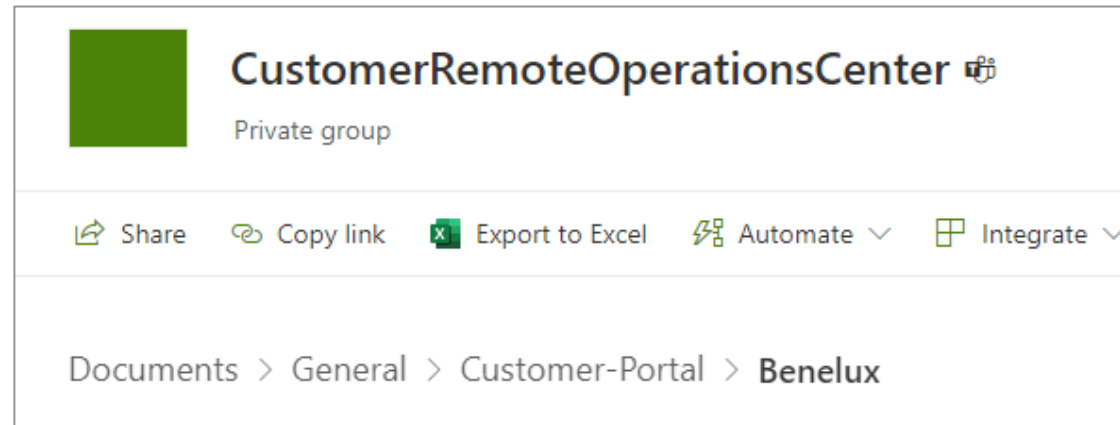 CustomerRemoteOperationsCenter
Private group
Share Copy link Export to Excel Automate Integrate
Documents > General > Customer-Portal > Benelux